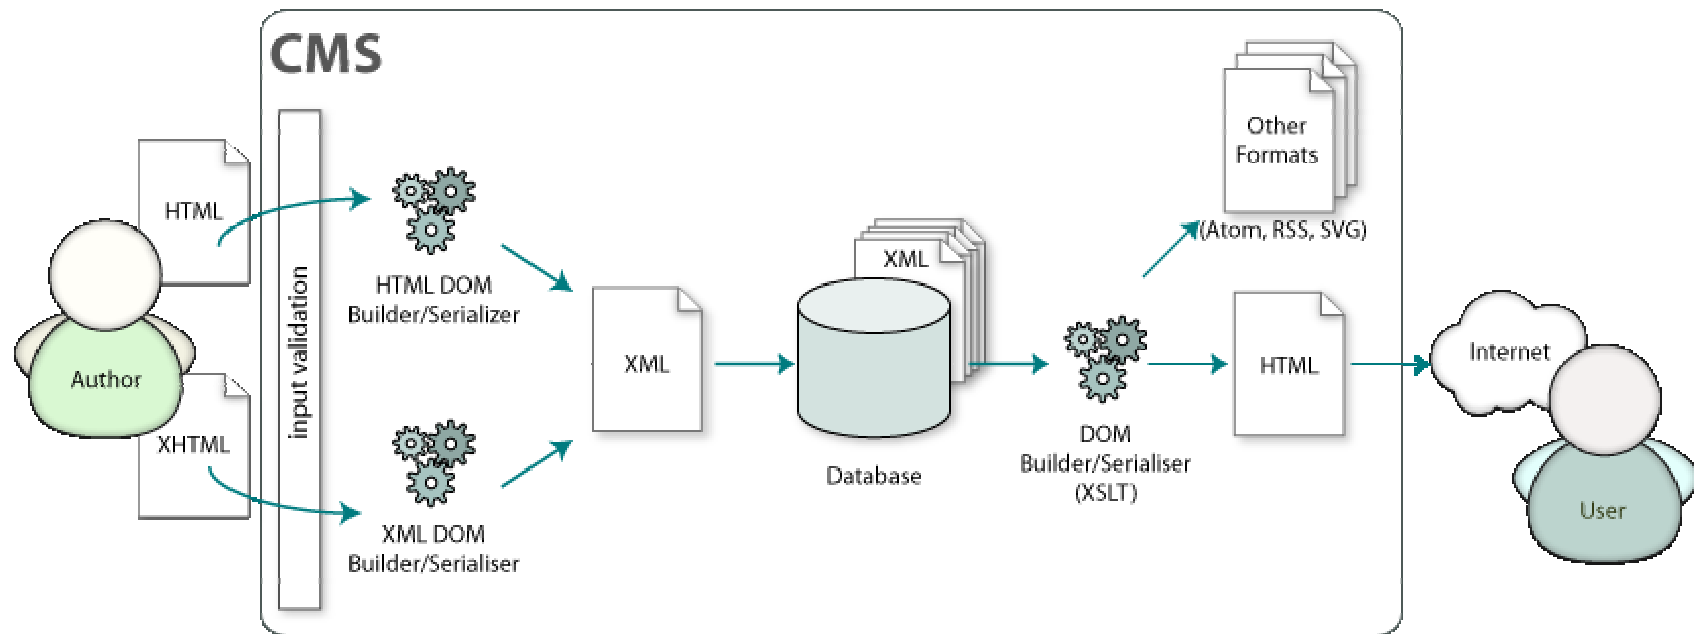 CMS
HTML
XHTML
Author
input validation
HTML DOM
Builder/Serializer
XML DOM
Builder/Serialiser
XML
XML
Database
DOM
Builder/Serialiser
(XSLT)
Other
Formats
(Atom, RSS, SVG)
HTML
Internet
User